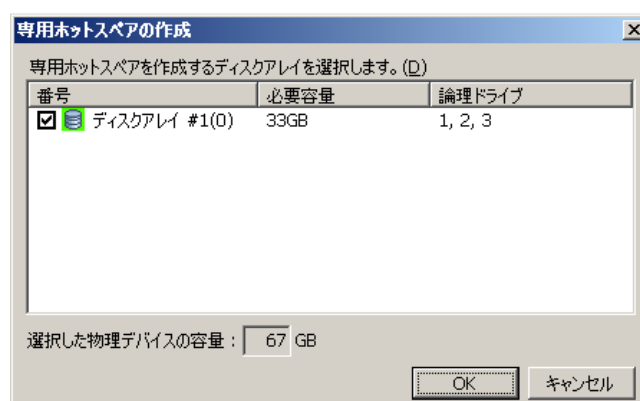 専用ホットスペアの作成
専用ホットスペアを作成するディスクアレイを選択します。(D)
番号 必要容量 論理ドライブ
ディスクアレイ #1(0) 33GB 1, 2, 3
選択した物理デバイスの容量： 67 GB
OK キャンセル